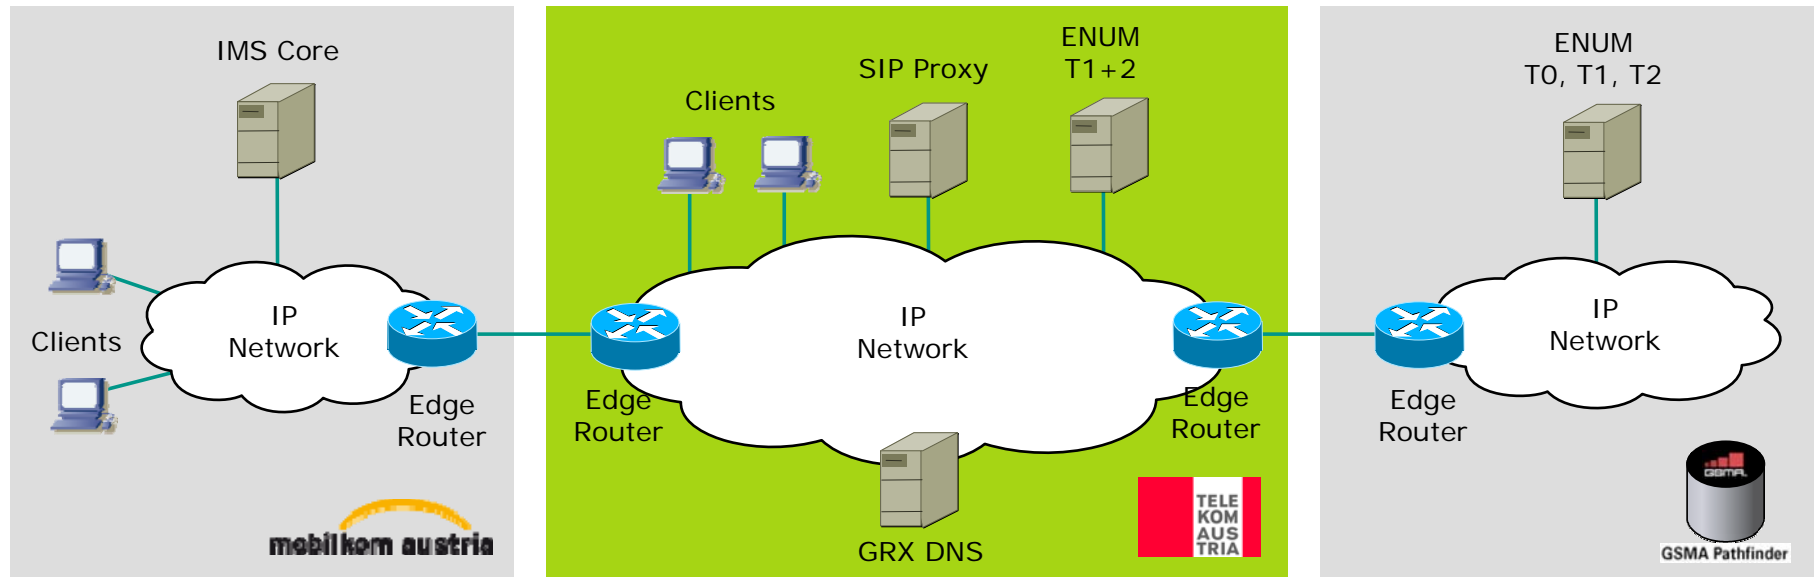 IMS Core
Clients
IP
Network
Edge
Router
mobilkom austria
Clients
SIP Proxy
ENUM
T1+2
IP
Network
Edge
Router
Edge
Router
GRX DNS
TELE
KOM
AUS
TRIA
ENUM
T0, T1, T2
IP
Network
Edge
Router
GSMA
GSMA Pathfinder